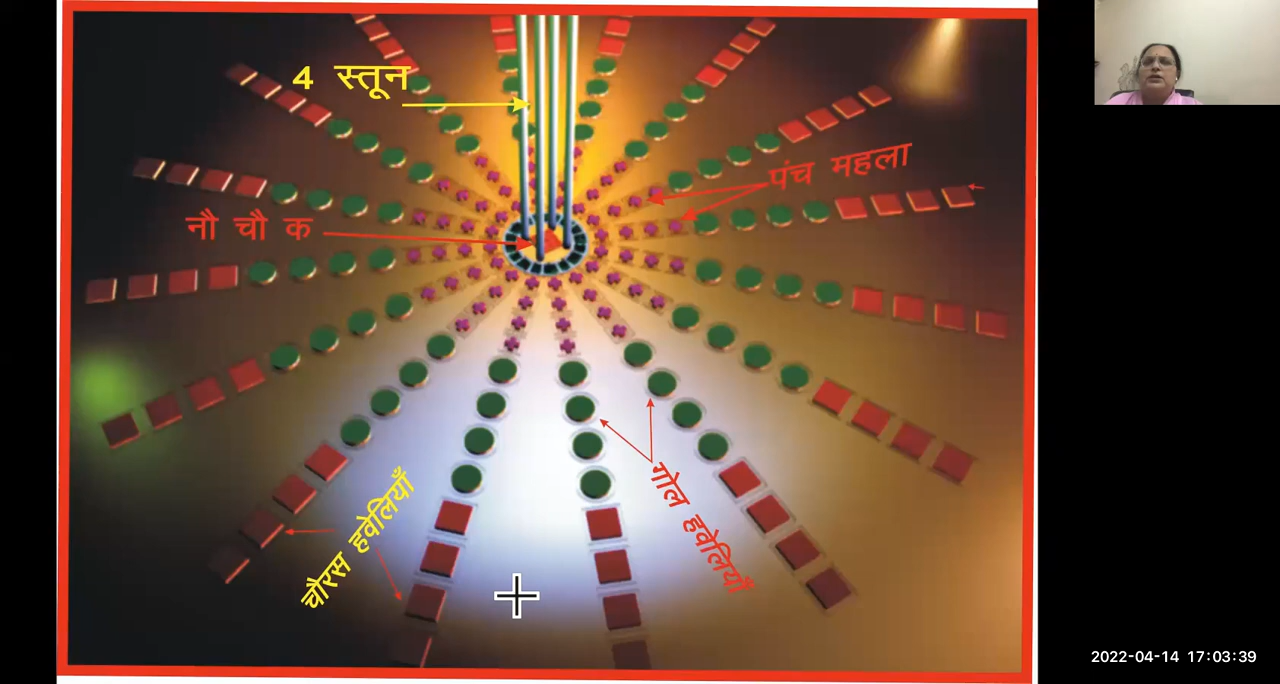 4 स्तून
पंच महला
नौ चौ क
चौरस हवेलियाँ
गोल हवेलियाँ
2022-04-14 17:03:39